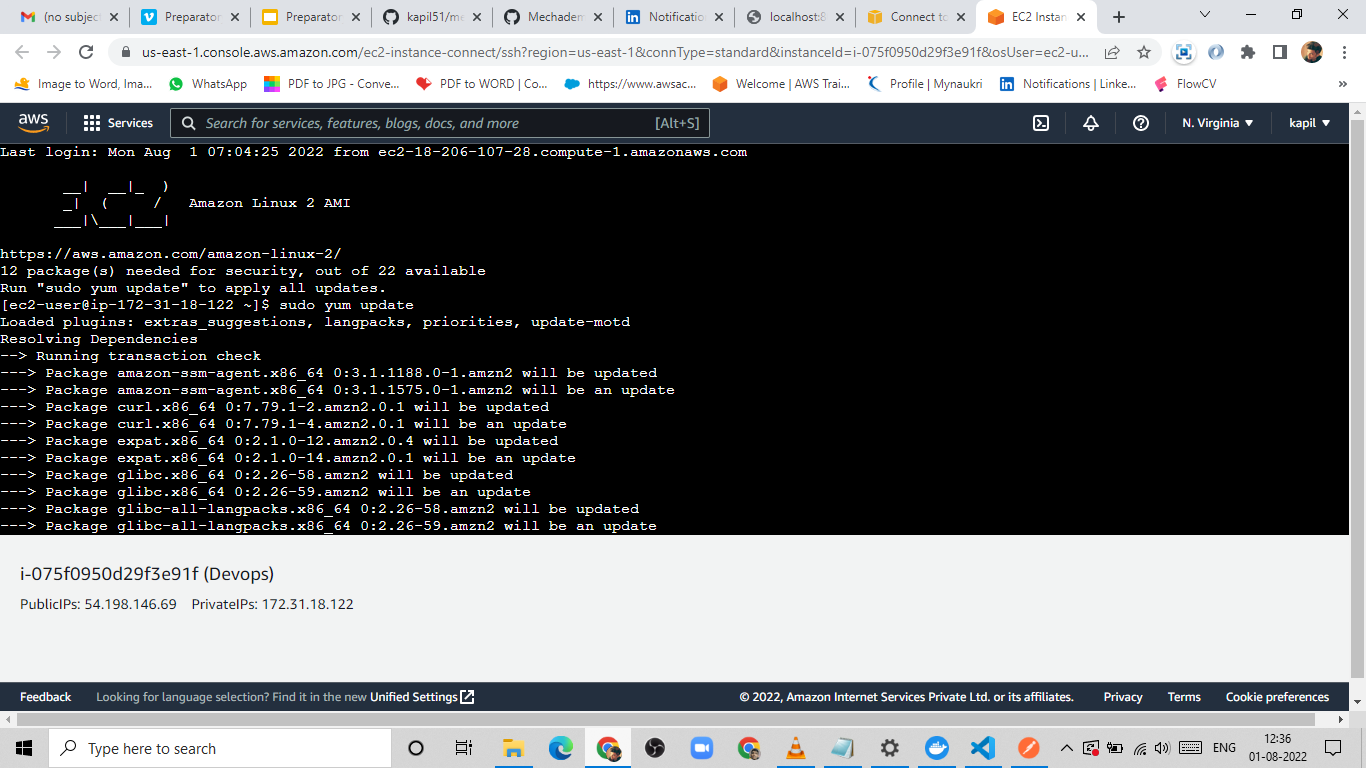 (no subjec
Preparator
Preparator
kapil51/me
Mechaden
Notificatio
localhost:8
Connect to
EC2 Instan
us-east-1.console.aws.amazon.com/ec2-instance-connect/ssh?region=us-east-1&connType=standard&instanceId=i-075f0950d29f3e91f&osUser=ec2-u...
Image to Word, Ima...
WhatsApp
PDF to JPG - Conve...
PDF to WORD | Co...
https://www.awsac...
Welcome | AWS Trai...
Profile | Mynaukri
Notifications | Linke...
FlowCV
»
aws
Services
Search for services, features, blogs, docs, and more
[Alt+S]
N. Virginia
kapil
Last login: Mon Aug  1 07:04:25 2022 from ec2-18-206-107-28.compute-1.amazonaws.com
       __|  __|_  )
       _|  (     /   Amazon Linux 2 AMI
      ___|\___|___|
https://aws.amazon.com/amazon-linux-2/
12 package(s) needed for security, out of 22 available
Run "sudo yum update" to apply all updates.
[ec2-user@ip-172-31-18-122 ~]$ sudo yum update
Loaded plugins: extras_suggestions, langpacks, priorities, update-motd
Resolving Dependencies
--> Running transaction check
---> Package amazon-ssm-agent.x86_64 0:3.1.1188.0-1.amzn2 will be updated
---> Package amazon-ssm-agent.x86_64 0:3.1.1575.0-1.amzn2 will be an update
---> Package curl.x86_64 0:7.79.1-2.amzn2.0.1 will be updated
---> Package curl.x86_64 0:7.79.1-4.amzn2.0.1 will be an update
---> Package expat.x86_64 0:2.1.0-12.amzn2.0.4 will be updated
---> Package expat.x86_64 0:2.1.0-14.amzn2.0.1 will be an update
---> Package glibc.x86_64 0:2.26-58.amzn2 will be updated
---> Package glibc.x86_64 0:2.26-59.amzn2 will be an update
---> Package glibc-all-langpacks.x86_64 0:2.26-58.amzn2 will be updated
---> Package glibc-all-langpacks.x86_64 0:2.26-59.amzn2 will be an update
i-075f0950d29f3e91f (Devops)
PublicIPs: 54.198.146.69 PrivateIPs: 172.31.18.122
Feedback
Looking for language selection? Find it in the new Unified Settings
© 2022, Amazon Internet Services Private Ltd. or its affiliates.
Privacy
Terms
Cookie preferences
Type here to search
ENG
12:36
01-08-2022